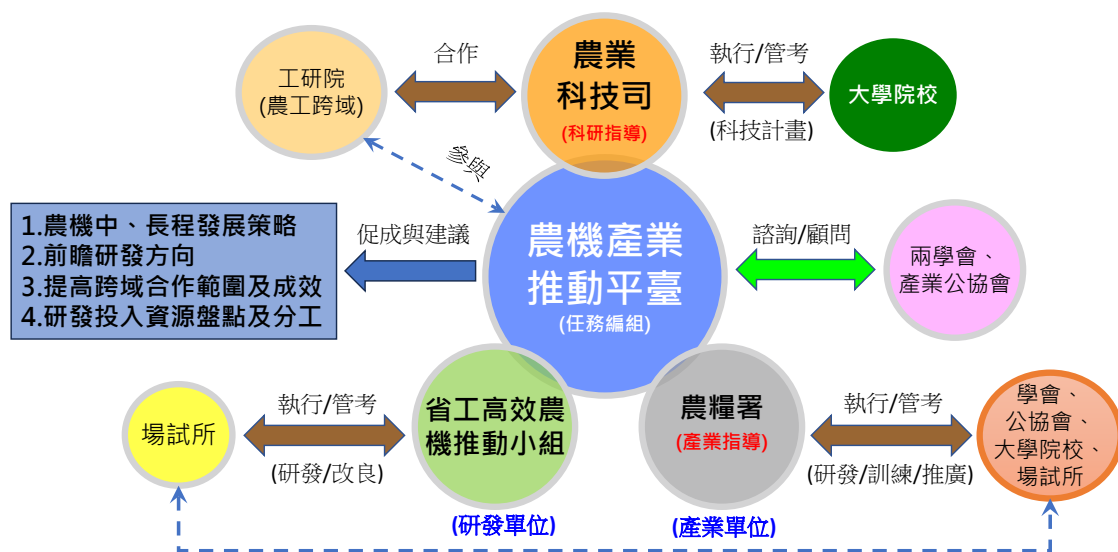 工研院
(農工跨域)
合作
農業
科技司
(科研指導)
執行/管考
(科技計畫)
大學院校
參與
1.農機中、長程發展策略
2.前瞻研發方向
3.提高跨域合作範圍及成效
4.研發投入資源盤點及分工
促成與建議
農機產業
推動平臺
(任務編組)
諮詢/顧問
兩學會、
產業公協會
場試所
執行/管考
(研發/改良)
省工高效農
機推動小組
(研發單位)
農糧署
(產業指導)
(產業單位)
執行/管考
(研發/訓練/推廣)
學會、
公協會、
大學院校、
場試所